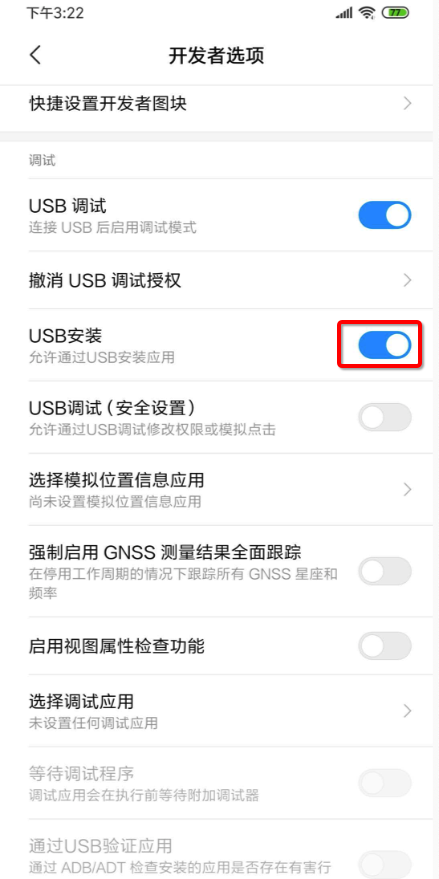 下午3:22
77
开发者选项
快捷设置开发者图块
调试
USB 调试
连接 USB 后启用调试模式
撤消 USB 调试授权
USB安装
允许通过USB安装应用
USB调试（安全设置）
允许通过USB调试修改权限或模拟点击
选择模拟位置信息应用
尚未设置模拟位置信息应用
强制启用 GNSS 测量结果全面跟踪
在停用工作周期的情况下跟踪所有 GNSS 星座和
频率
启用视图属性检查功能
选择调试应用
未设置任何调试应用
等待调试程序
调试应用会在执行前等待附加调试器
通过USB验证应用
通过 ADB/ADT 检查安装的应用是否存在有害行